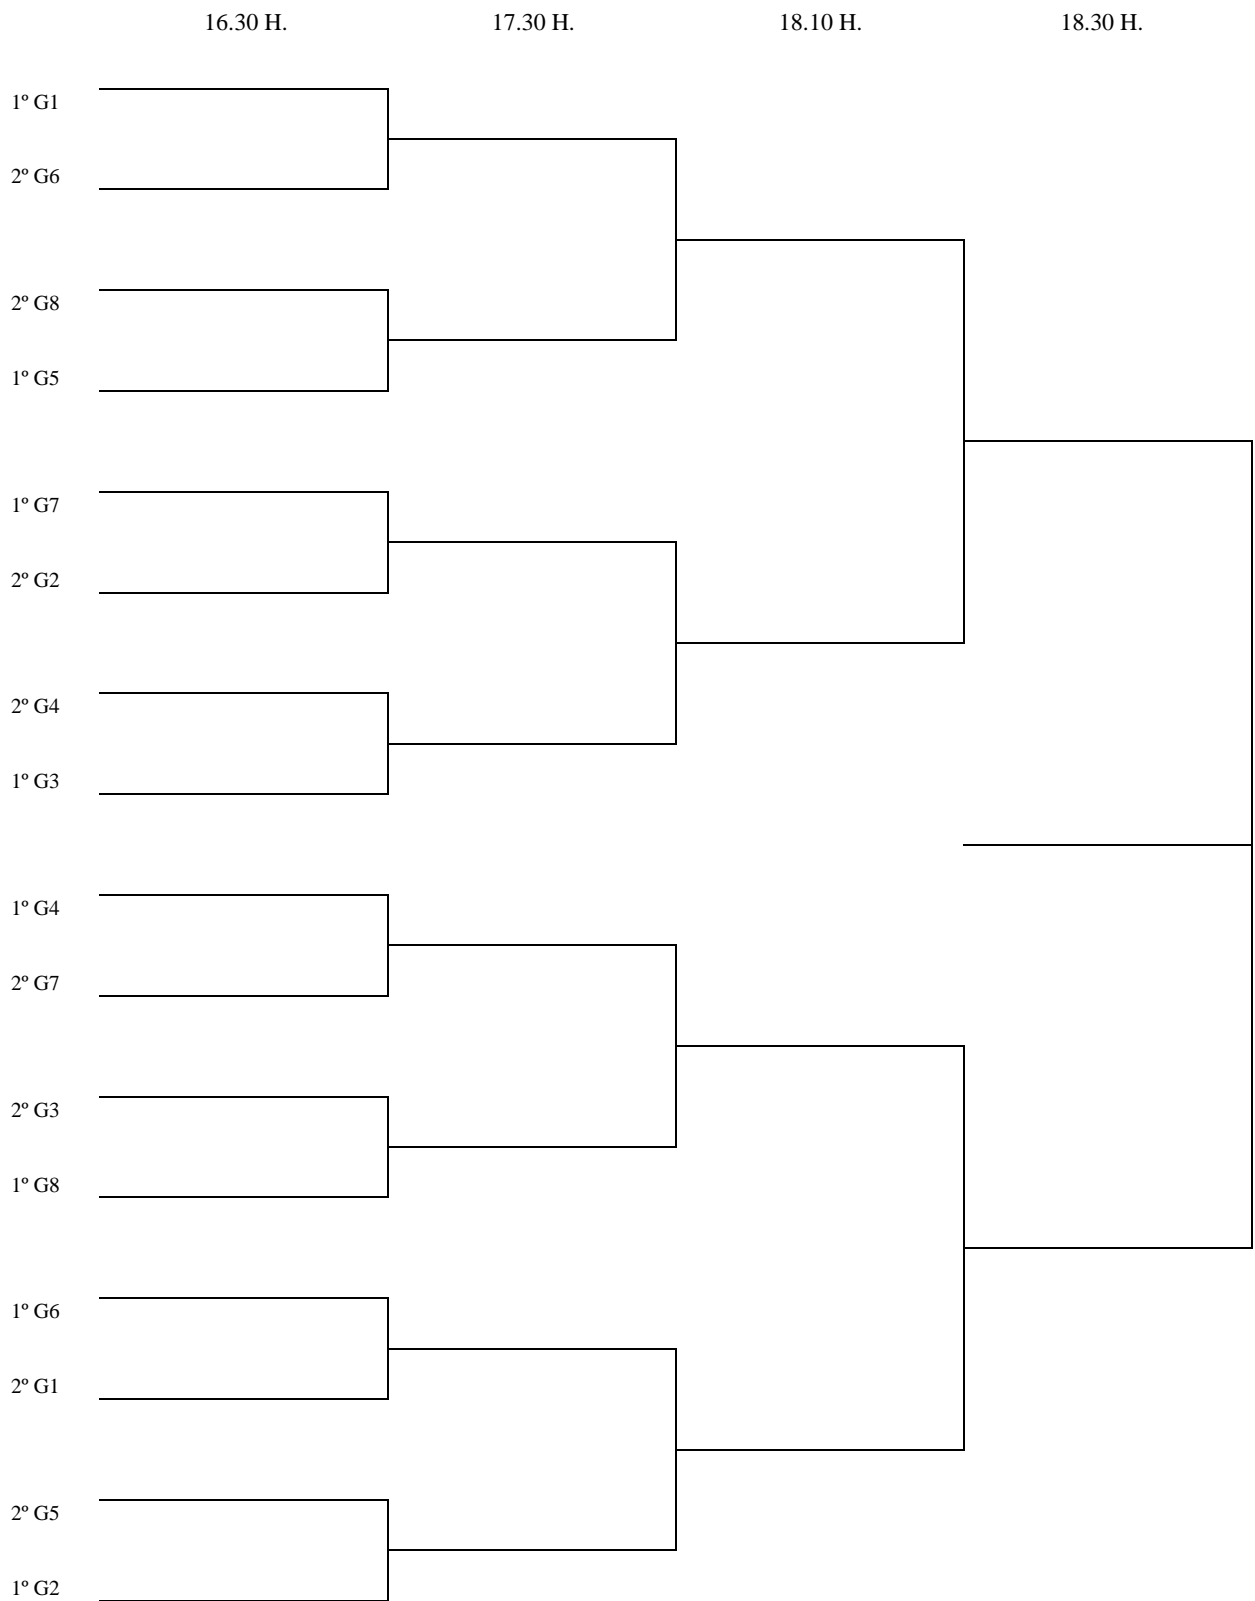 16.30 H. 17.30 H. 18.10 H. 18.30 H.
1º G1
2º G6
2º G8
1º G5
1º G7
2º G2
2º G4
1º G3
1º G4
2º G7
2º G3
1º G8
1º G6
2º G1
2º G5
1º G2